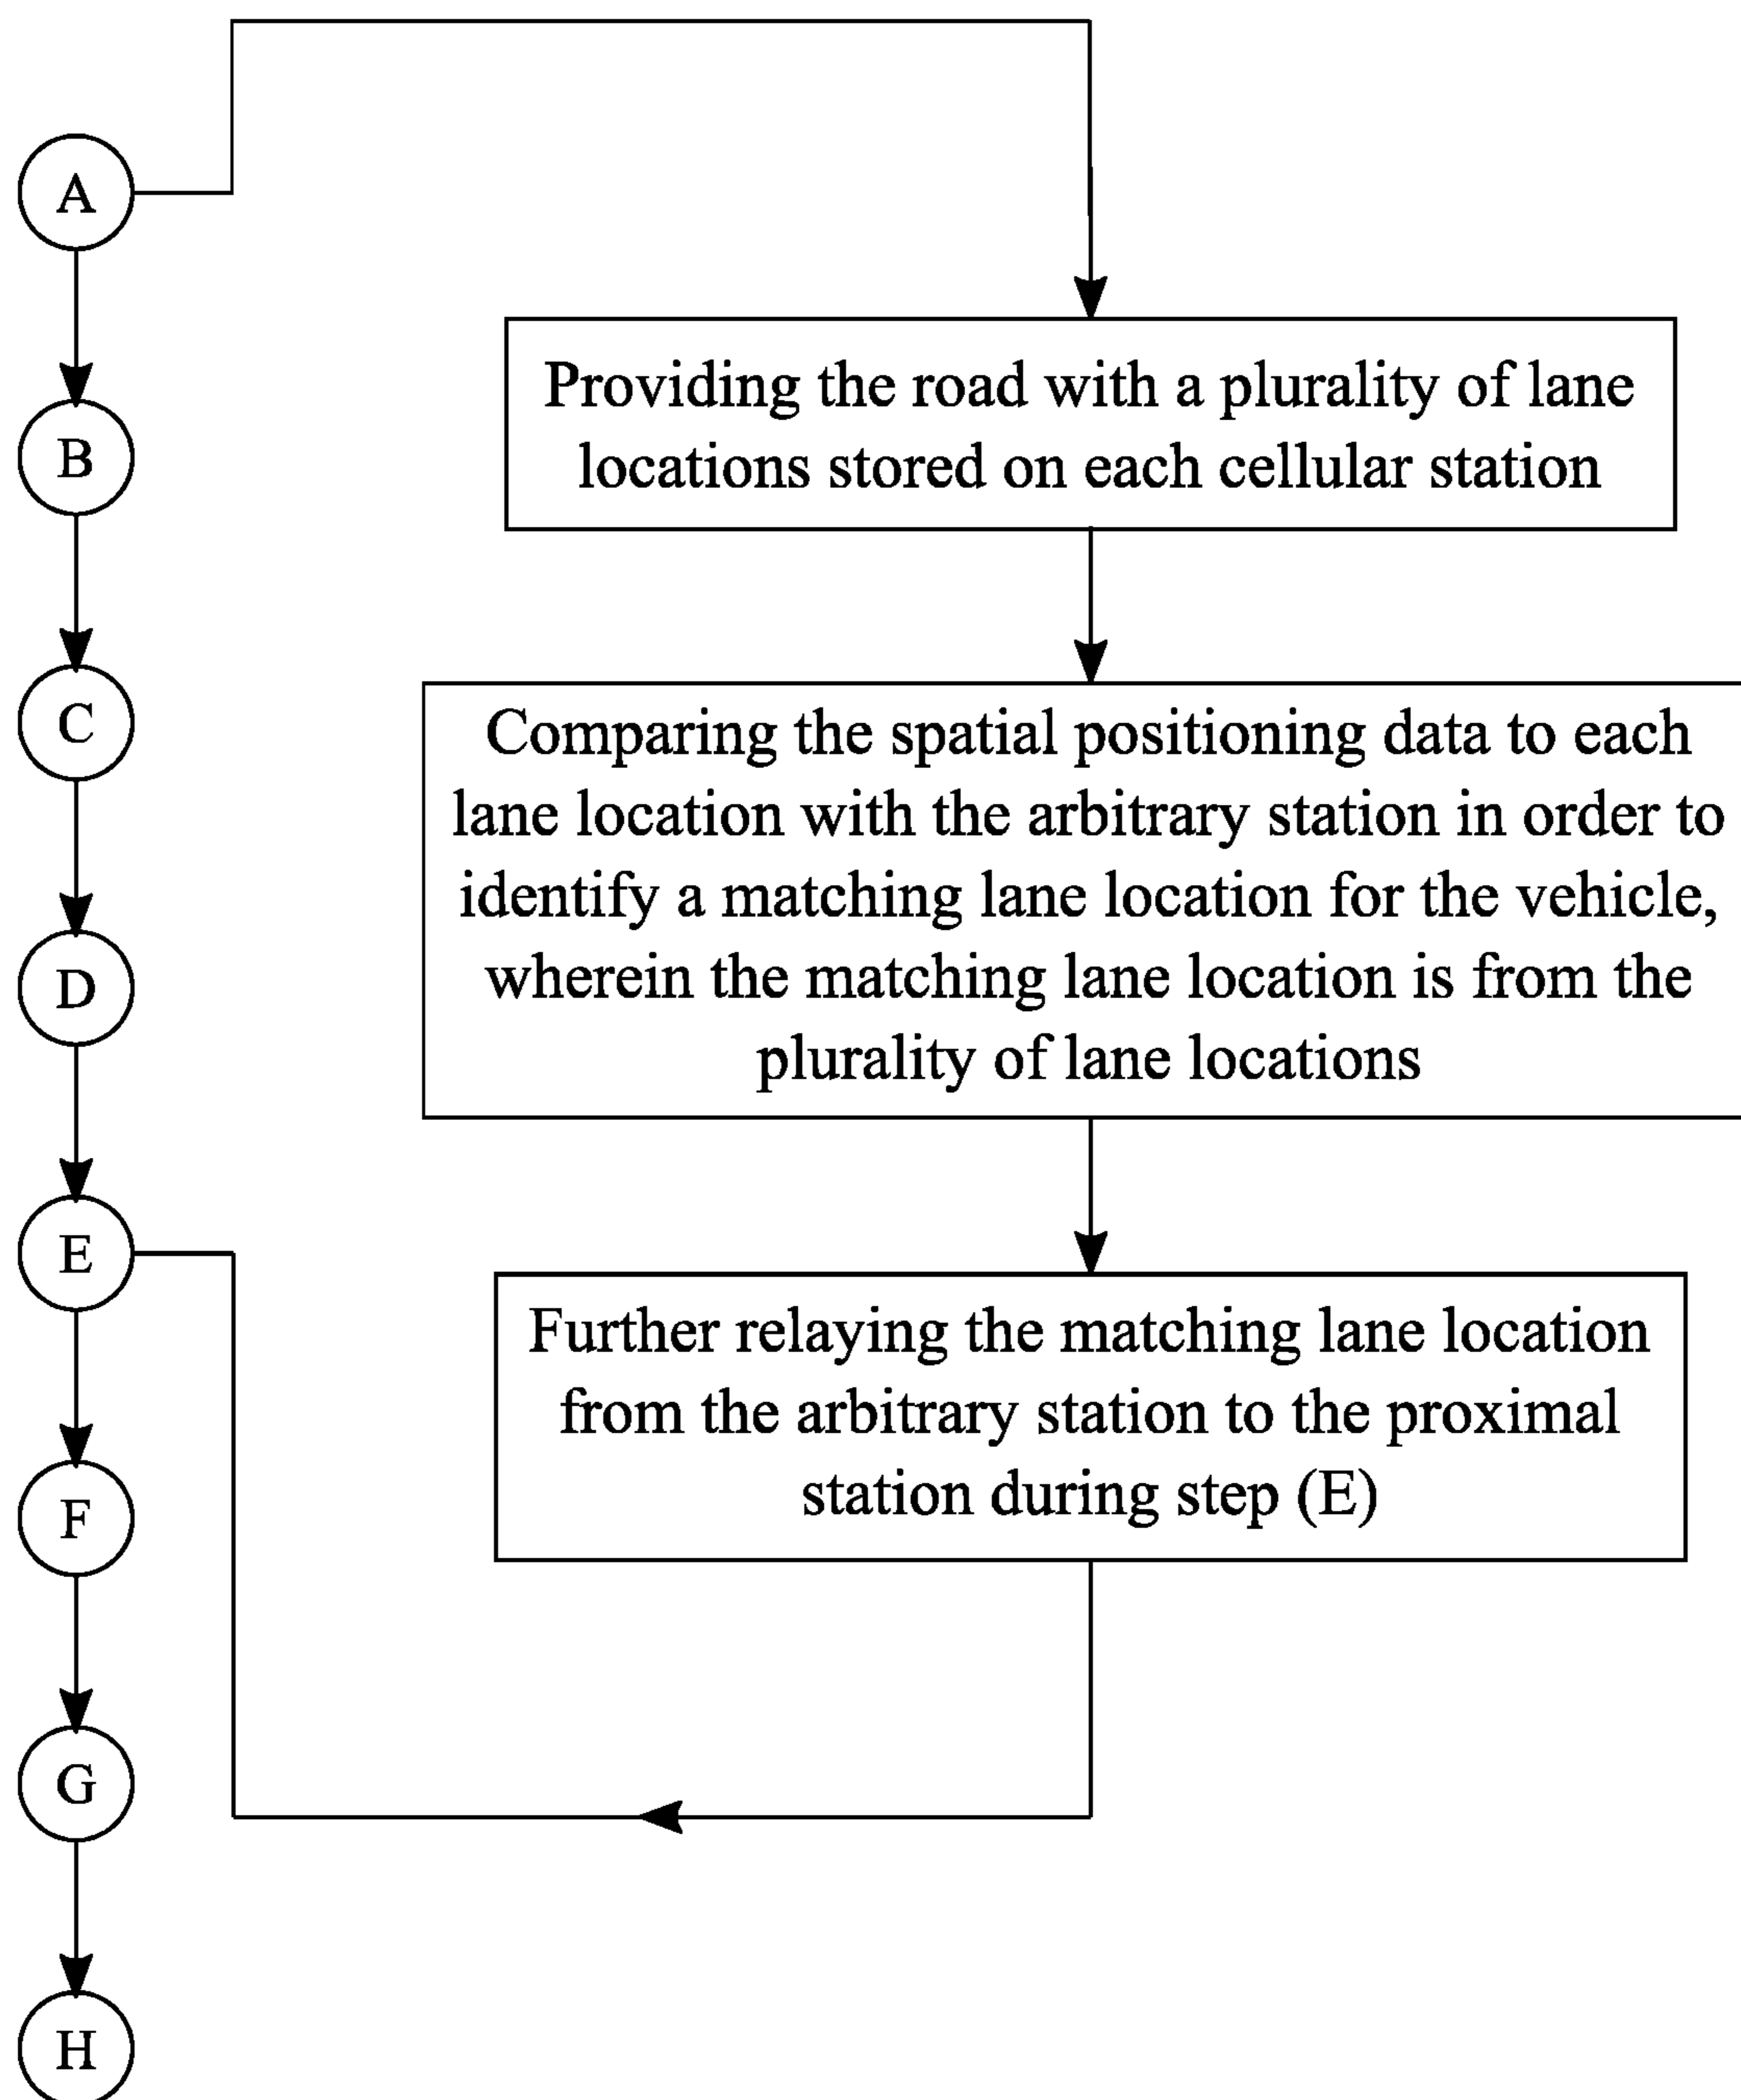 A
B
C
D
E
F
G
H
Providing the road with a plurality of lane
locations stored on each cellular station
Comparing the spatial positioning data to each
lane location with the arbitrary station in order to
identify a matching lane location for the vehicle,
wherein the matching lane location is from the
plurality of lane locations
Further relaying the matching lane location
from the arbitrary station to the proximal
station during step (E)